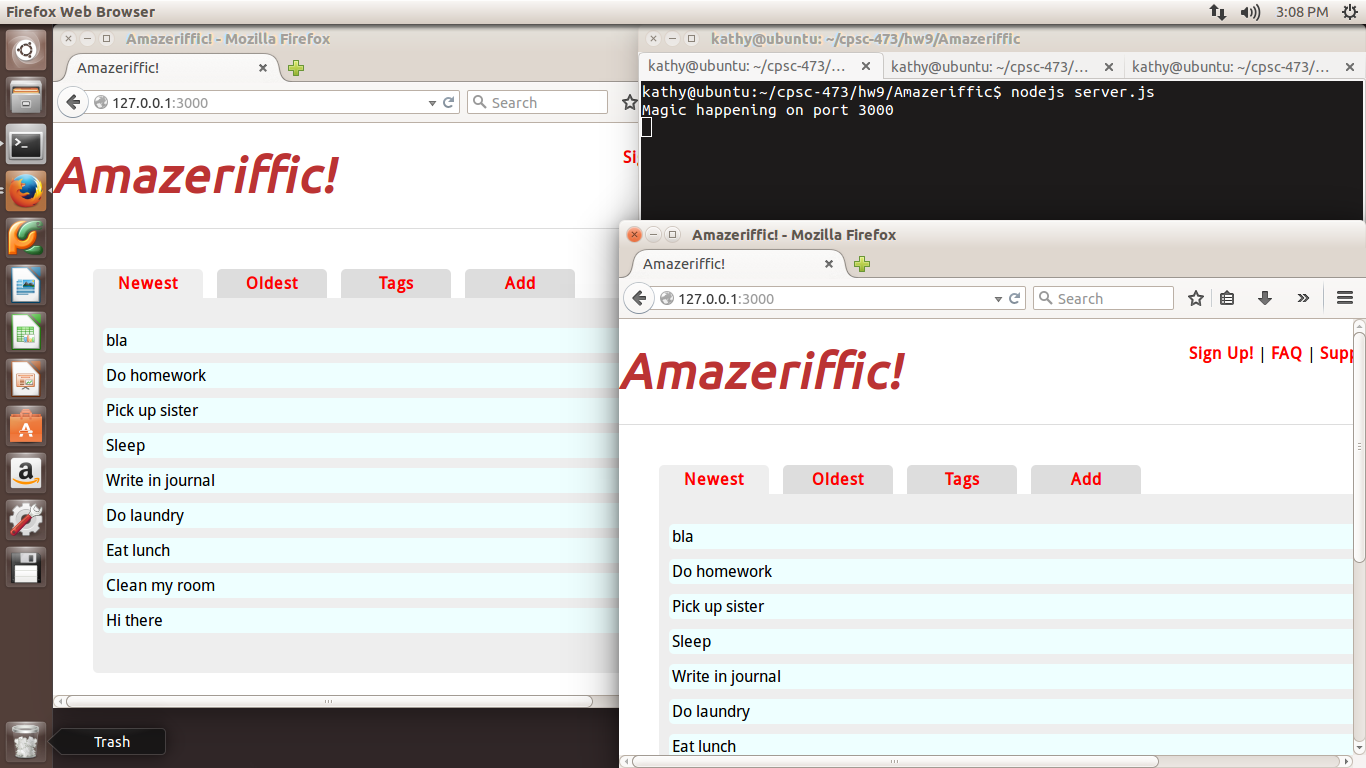 Firefox Web Browser
3:08 PM
Amazeriffic! - Mozilla Firefox
Amazeriffic!
127.0.0.1:3000
Search
Amazeriffic!
Si
Newest
Oldest
Tags
Add
bla
Do homework
Pick up sister
Sleep
Write in journal
Do laundry
Eat lunch
Clean my room
Hi there
kathy@ubuntu: ~/cpsc-473/hw9/Amazeriffic
kathy@ubuntu: ~/cpsc-473/...
kathy@ubuntu: ~/cpsc-473/...
kathy@ubuntu: ~/cpsc-473/...
kathy@ubuntu:~/cpsc-473/hw9/Amazeriffic$ nodejs server.js
Magic happening on port 3000
Amazeriffic! - Mozilla Firefox
Amazeriffic!
127.0.0.1:3000
Search
Amazeriffic!
Sign Up! | FAQ | Supp
Newest
Oldest
Tags
Add
bla
Do homework
Pick up sister
Sleep
Write in journal
Do laundry
Eat lunch
Trash